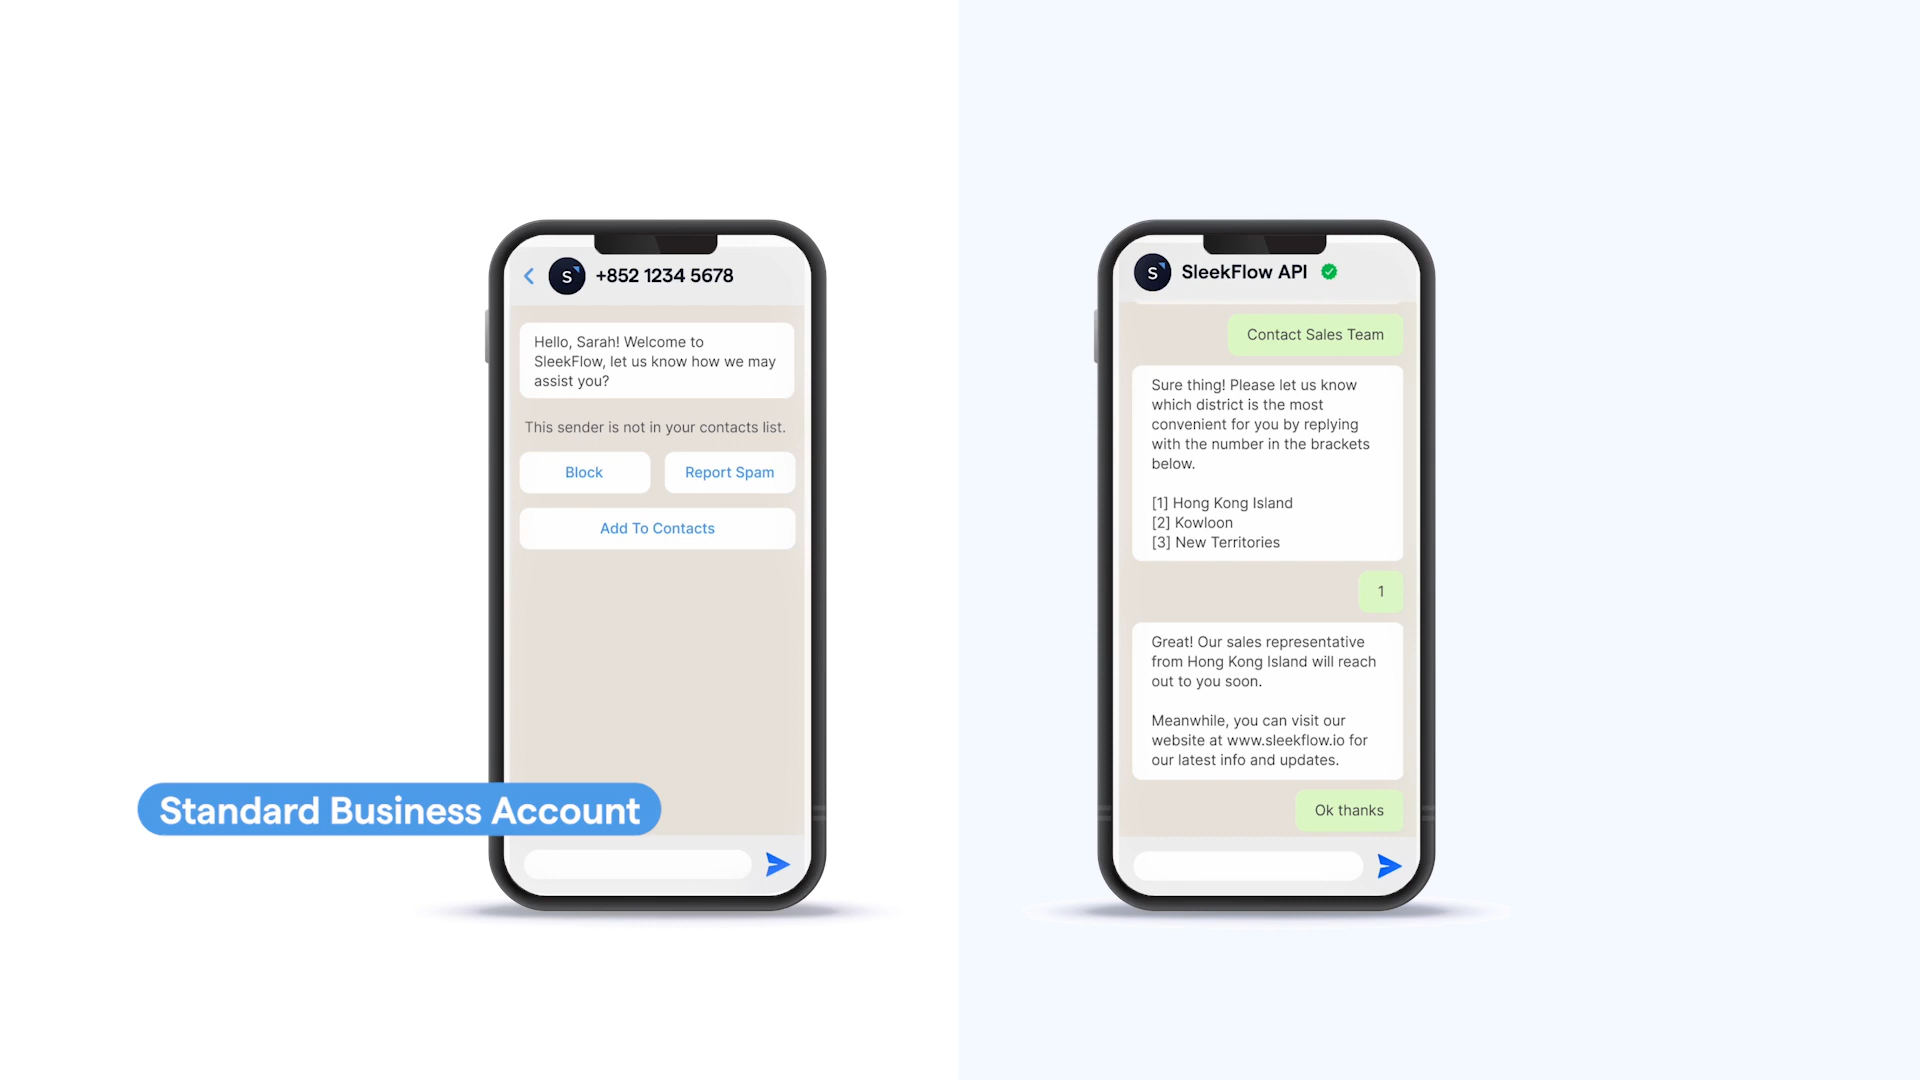 S
+852 1234 5678
Hello, Sarah! Welcome to
SleekFlow, let us know how we may
assist you?
This sender is not in your contacts list.
Block
Report Spam
Add To Contacts
Standard Business Account
S
SleekFlow API
Contact Sales Team
Sure thing! Please let us know
which district is the most
convenient for you by replying
with the number in the brackets
below.
[1] Hong Kong Island
[2] Kowloon
[3] New Territories
1
Great! Our sales representative
from Hong Kong Island will reach
out to you soon.
Meanwhile, you can visit our
website at www.sleekflow.io for
our latest info and updates.
Ok thanks